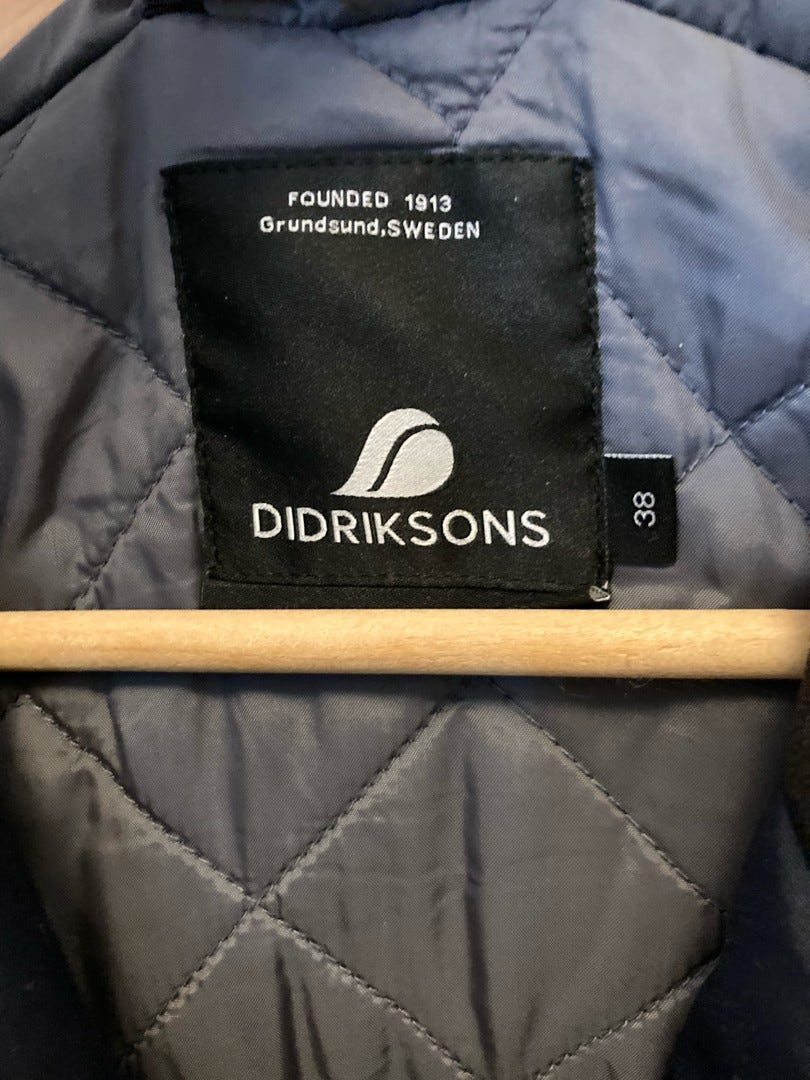 FOUNDED 1913
Grundsund,SWEDEN
DIDRIKSONS
38